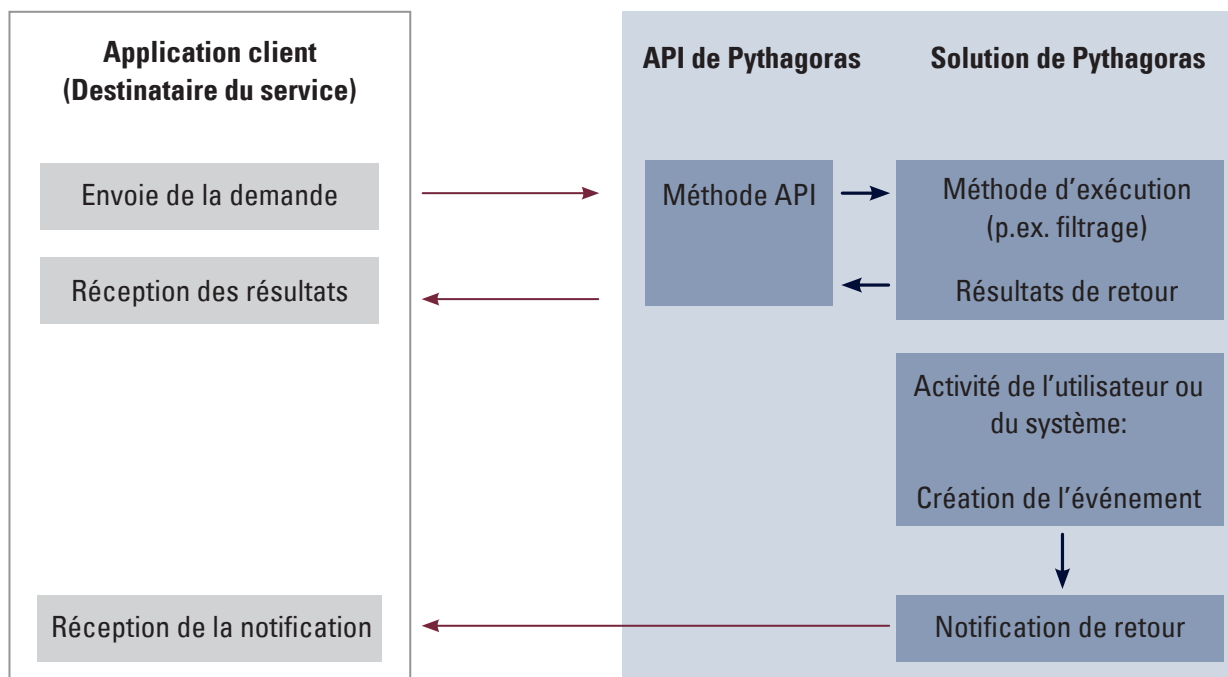 Application client
(Destinataire du service)
API de Pythagoras
Solution de Pythagoras
Envoie de la demande
Méthode API
Méthode d'exécution
(p.ex. filtrage)
Réception des résultats
Résultats de retour
Activité de l'utilisateur ou
du système:
Création de l'événement
Réception de la notification
Notification de retour